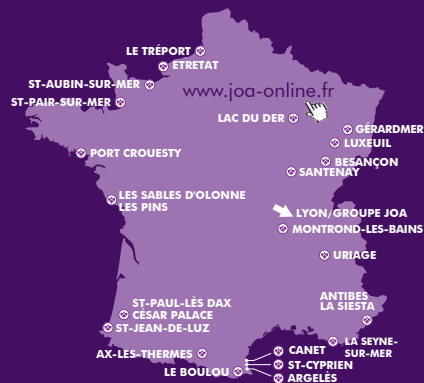 LE TRÉPORT
ETRETAT
ST-AUBIN-SUR-MER
www.joa-online.fr
ST-PAIR-SUR-MER
LAC DU DER
GÉRARDMER
LUXEUIL
PORT CROUESTY
BESANÇON
SANTENAY
LES SABLES D'OLONNE
LES PINS
LYON/GROUPE JOA
MONTROND-LES-BAINS
URIAGE
ANTIBES
LA SIESTA
ST-PAUL-LÈS DAX
CÉSAR PALACE
ST-JEAN-DE-LUZ
LA SEYNE-
SUR-MER
AX-LES-THERMES
CANET
LE BOULOU
ST-CYPRIEN
ARGELÈS